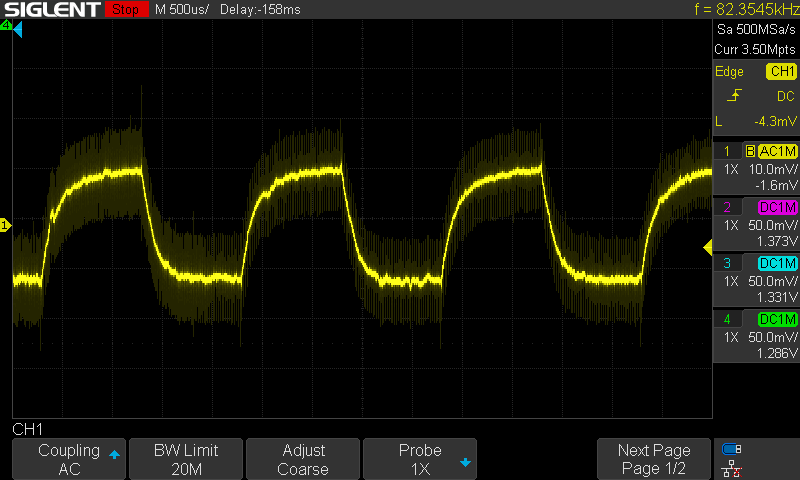 SIGLENT Stop M 500us/ Delay:-158ms f = 82.3545kHz
Sa 500MSa/s
Curr 3.50Mpts
Edge CH1
DC
L -4.3mV
1 B AC1M
1X 10.0mV/
-1.6mV
2 DC1M
1X 50.0mV/
1.373V
3 DC1M
1X 50.0mV/
1.331V
4 DC1M
1X 50.0mV/
1.286V
4
1
CH1
Coupling
AC
BW Limit
20M
Adjust
Coarse
Probe
1X
Next Page
Page 1/2